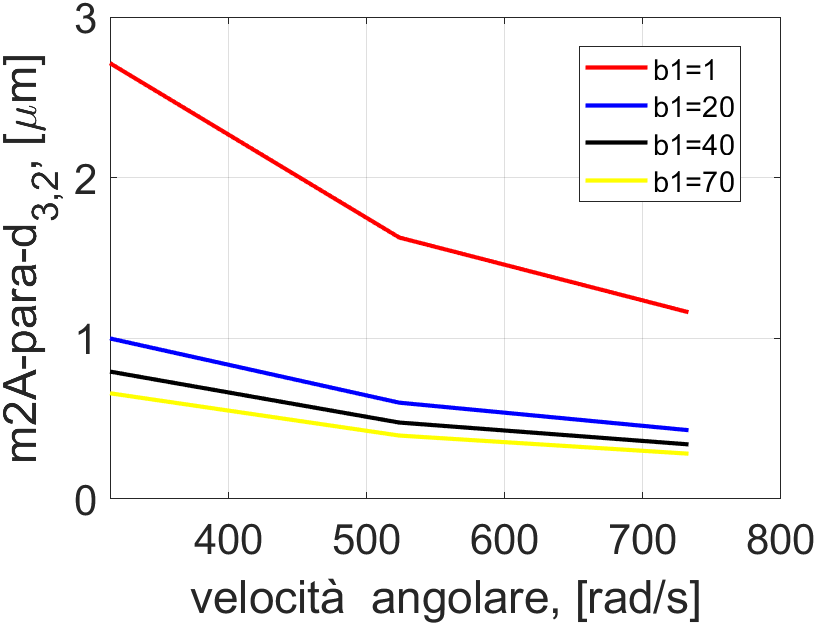 3
2
1
0
m2A-para-d3,2, [μm]
b1=1
b1=20
b1=40
b1=70
400 500 600 700 800
velocità angolare, [rad/s]